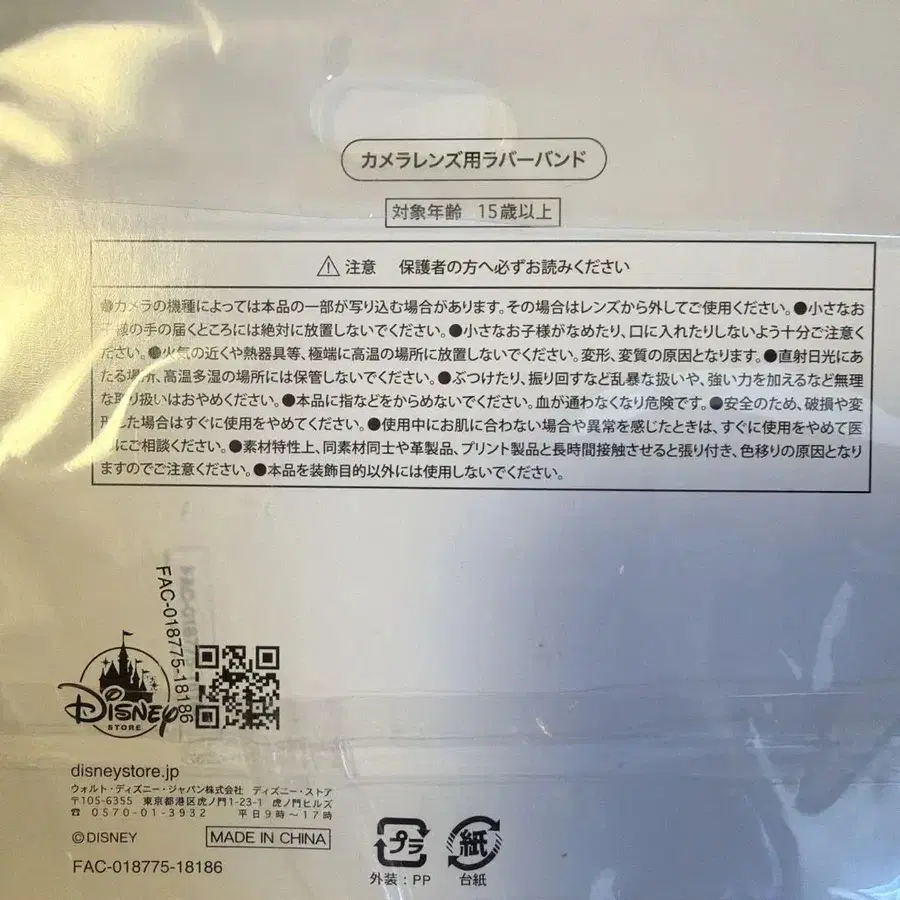 カメラレンズ用ラバーバンド
対象年齢 15歳以上
⚠ 注意 保護者の方へ必ずお読みください
●カメラの機種によっては本品の一部が写り込む場合があります。その場合はレンズから外してご使用ください。●小さなお
子様の手の届くところには絶対に放置しないでください。●小さなお子様がなめたり、口に入れたりしないよう十分ご注意く
ださい。●火気の近くや熱器具等、極端に高温の場所に放置しないでください。変形、変質の原因となります。●直射日光にあ
たる場所、高温多湿の場所には保管しないでください。●ぶつけたり、振り回すなど乱暴な扱いや、強い力を加えるなど無理
な取り扱いはおやめください。●本品に指などをからめないでください。血が通わなくなり危険です。●安全のため、破損や変
形した場合はすぐに使用をやめてください。●使用中にお肌に合わない場合や異常を感じたときは、すぐに使用をやめて医
師にご相談ください。●素材特性上、同素材同士や革製品、プリント製品と長時間接触させると張り付き、色移りの原因となり
ますのでご注意ください。●本品を装飾目的以外には使用しないでください。
FAC-018775-18186
DISNEY
STORE
disneystore.jp
ウォルト・ディズニー・ジャパン株式会社 ディズニー・ストア
〒105-6355 東京都港区虎ノ門1-23-1 虎ノ門ヒルズ
☎ 0570-01-3932 平日9時～17時
©DISNEY MADE IN CHINA
FAC-018775-18186
プラ 紙
外装：PP 台紙